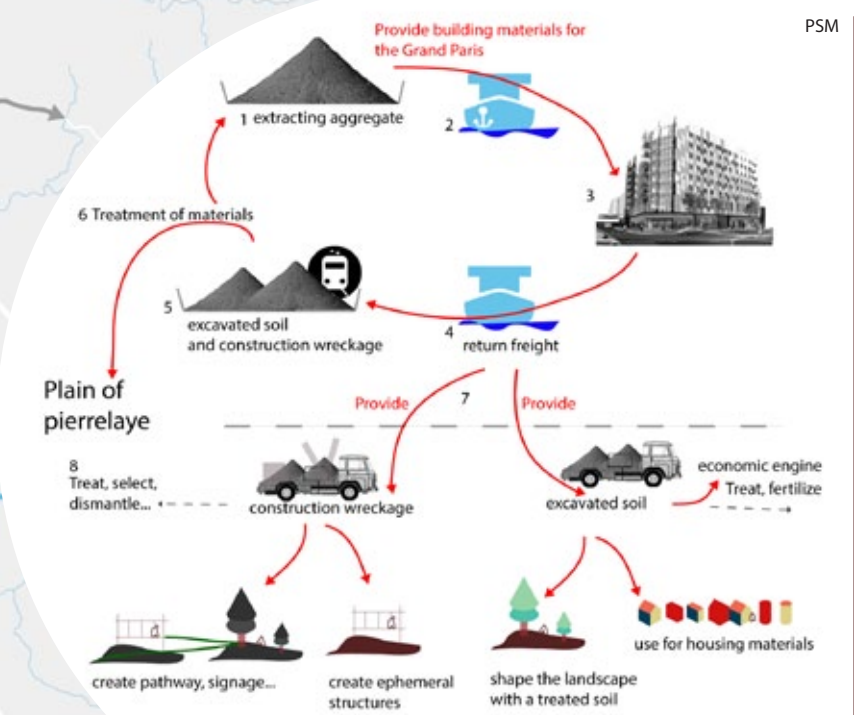 PSM
Provide building materials for
the Grand Paris
1 extracting aggregate
2
3
6 Treatment of materials
5
excavated soil
and construction wreckage
4
return freight
Plain of
pierrelaye
Provide
7
Provide
8
Treat, select,
dismantle...
construction wreckage
excavated soil
economic engine
Treat, fertilize
create pathway, signage...
create ephemeral
structures
shape the landscape
with a treated soil
use for housing materials